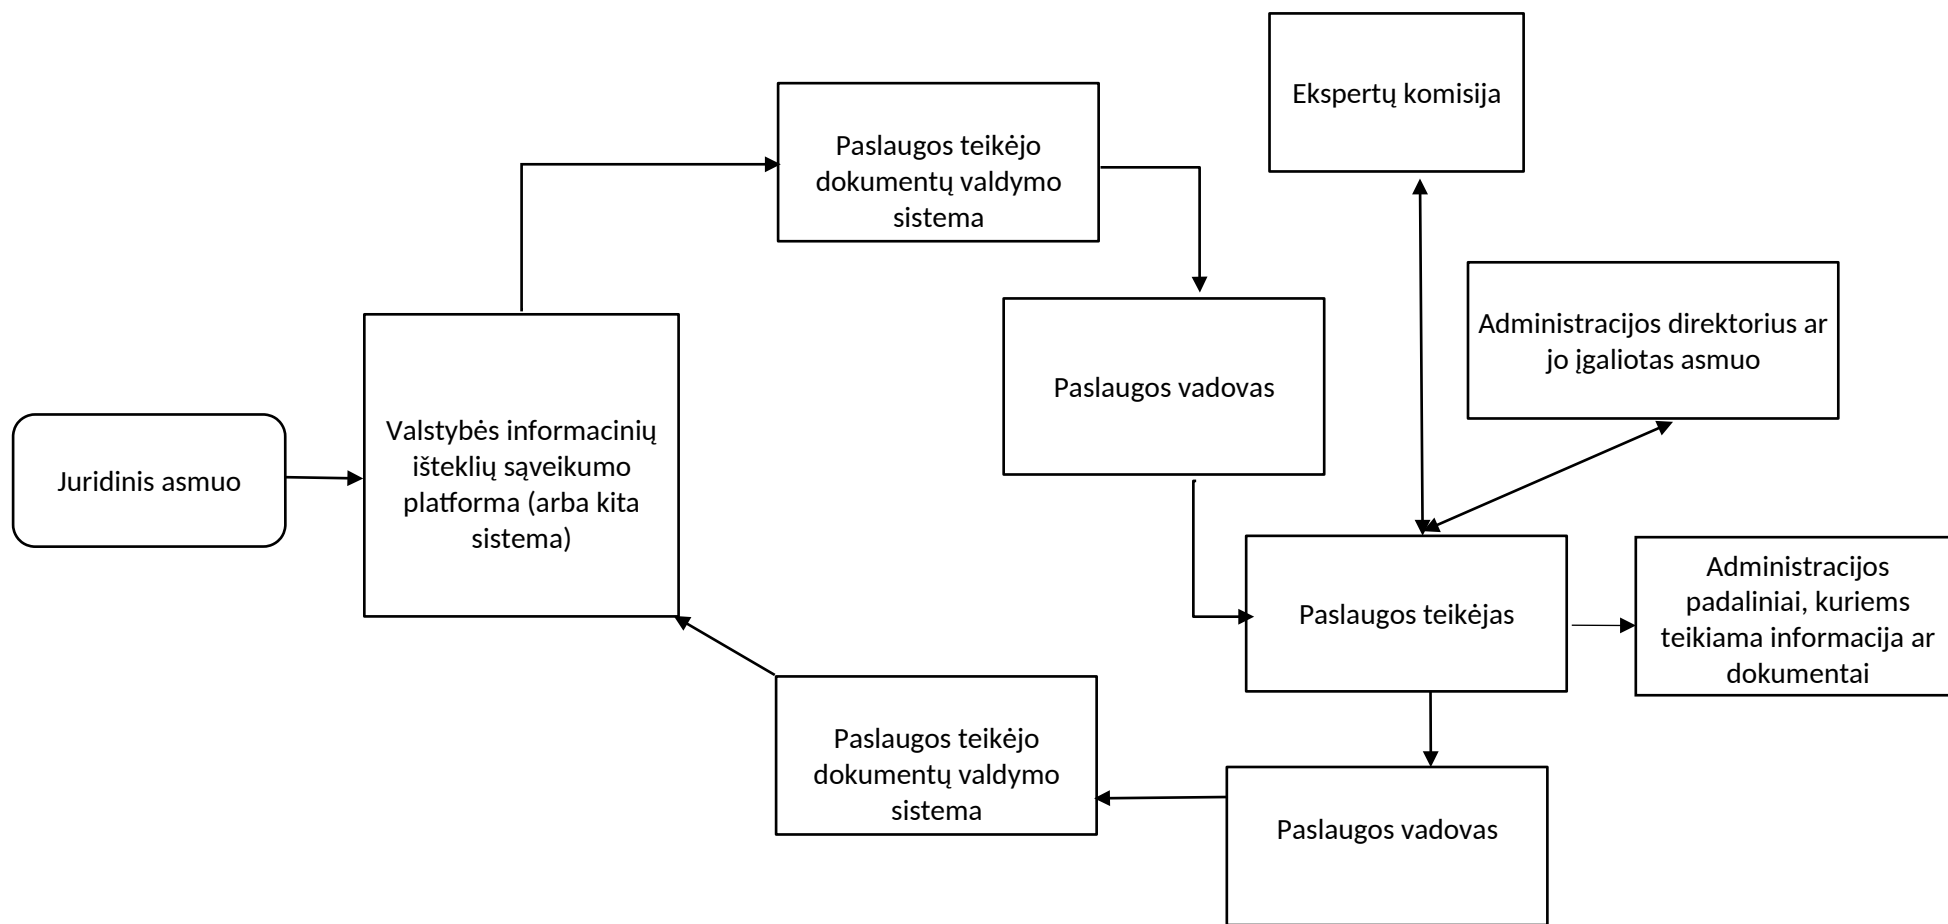 Ekspertų komisija
Paslaugos teikėjo
dokumentų valdymo
sistema
Administracijos direktorius ar
jo įgaliotas asmuo
Paslaugos vadovas
Valstybės informacinių
išteklių sąveikumo
platforma (arba kita
sistema)
Juridinis asmuo
Paslaugos teikėjas
Administracijos
padaliniai, kuriems
teikiama informacija ar
dokumentai
Paslaugos teikėjo
dokumentų valdymo
sistema
Paslaugos vadovas